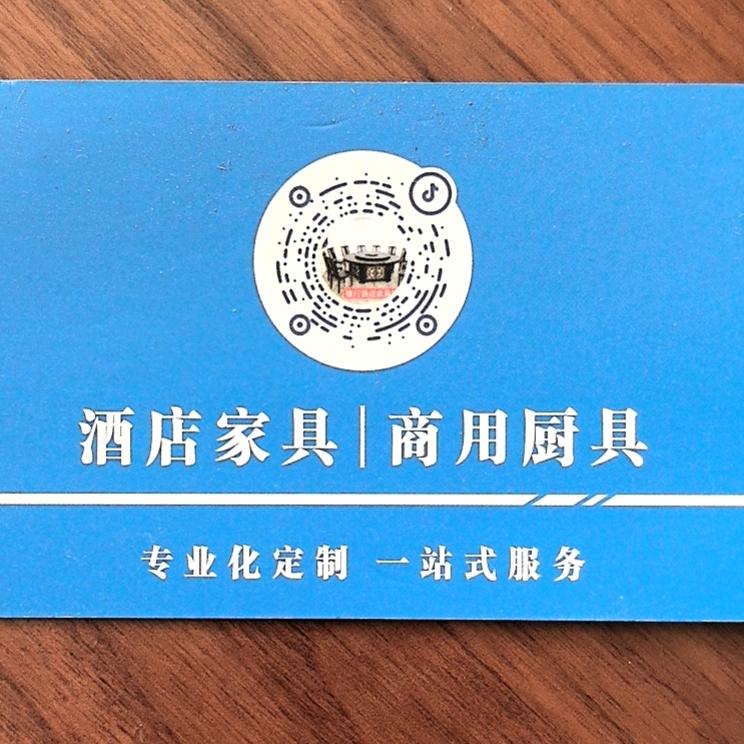 酒店家具|商用厨具
专业化定制 一站式服务